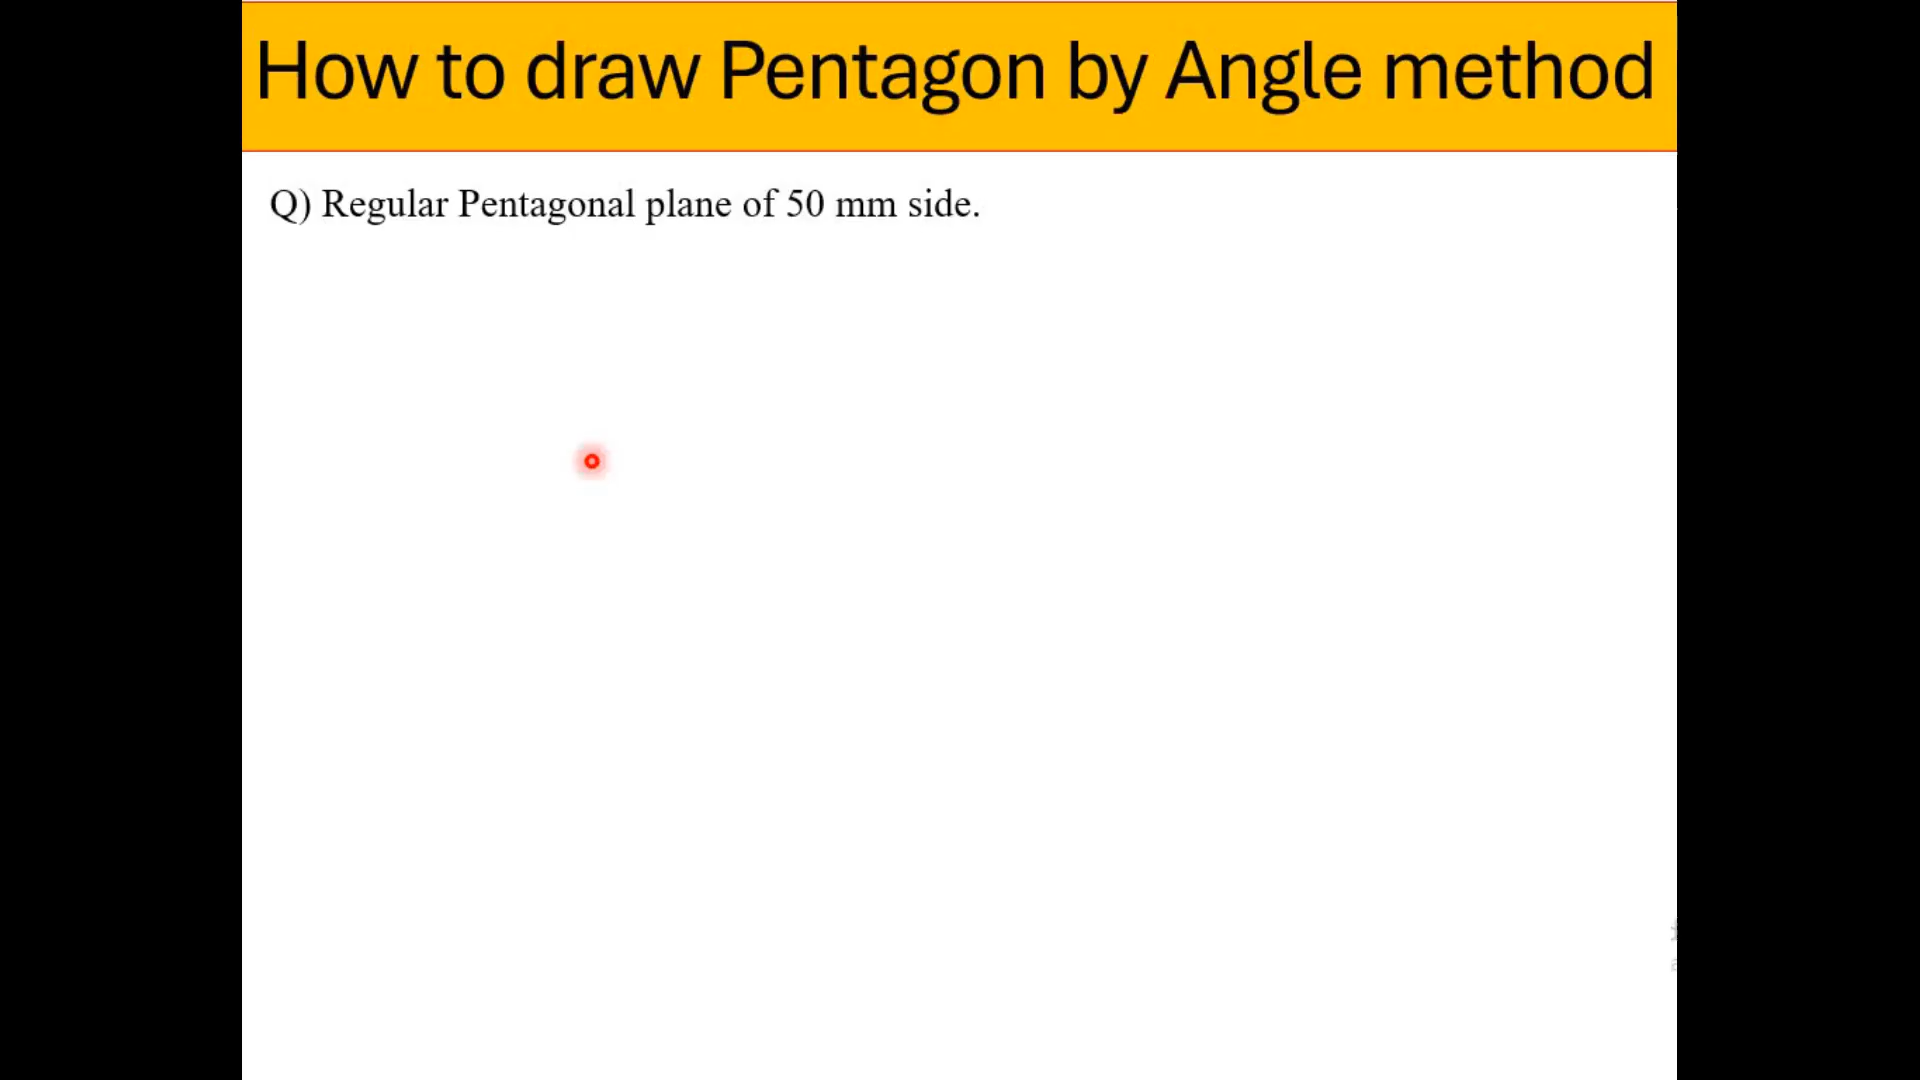 How to draw Pentagon by Angle method
Q) Regular Pentagonal plane of 50 mm side.